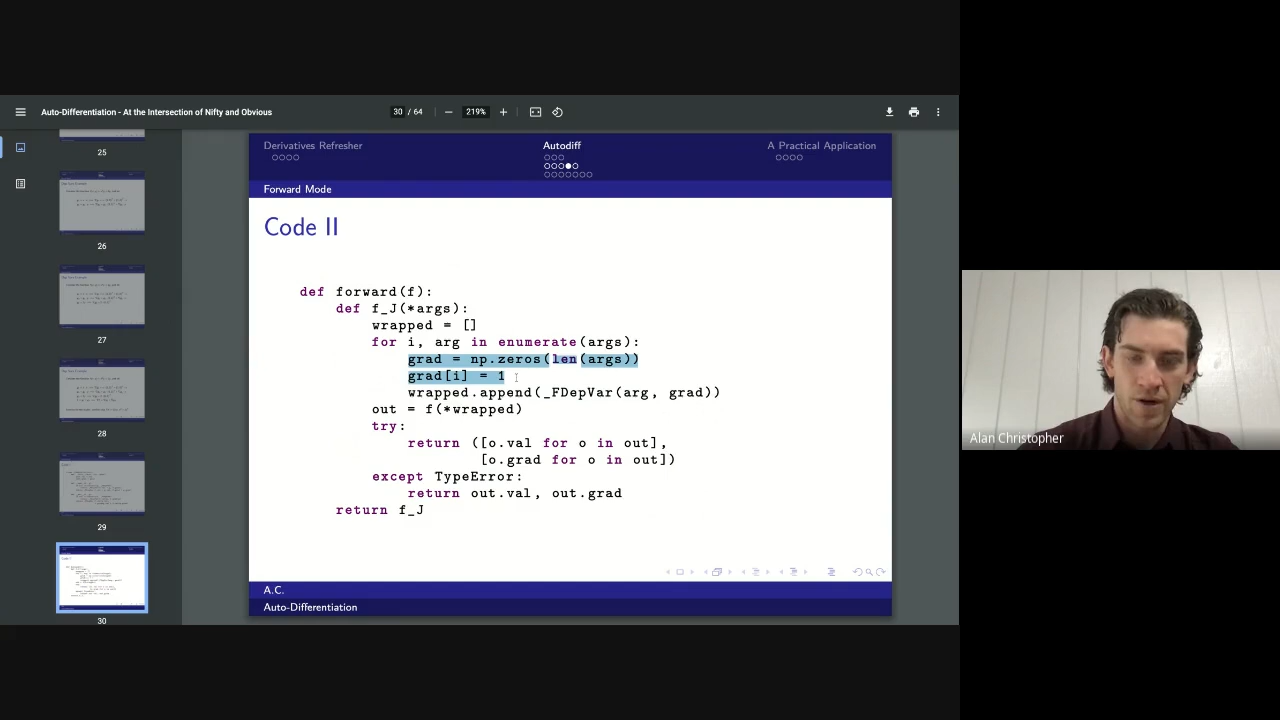 Auto-Differentiation - At the Intersection of Nifty and Obvious
30 / 64
219%
25
26
27
28
29
30
Derivatives Refresher
Autodiff
A Practical Application
Forward Mode
Code II
def forward(f):
def f_J(*args):
wrapped = []
for i, arg in enumerate(args):
grad = np.zeros(len(args))
grad[i] = 1
wrapped.append(_FDepVar(arg, grad))
out = f(*wrapped)
try:
return ([o.val for o in out],
[o.grad for o in out])
except TypeError:
return out.val, out.grad
return f_J
A.C.
Auto-Differentiation
Alan Christopher